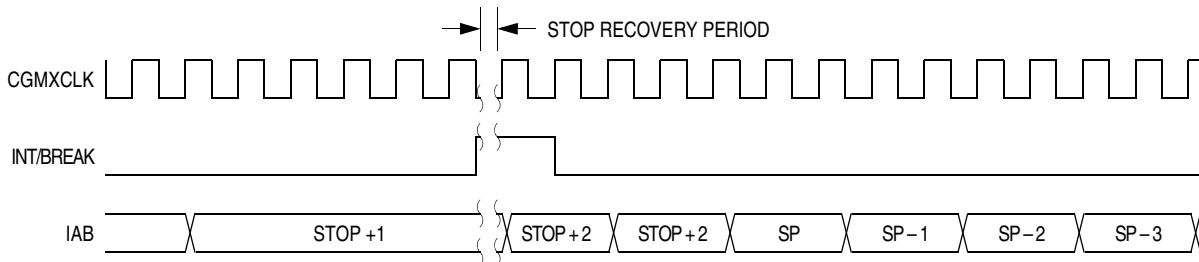 STOP RECOVERY PERIOD
CGMXCLK
INT/BREAK
IAB
STOP +1
STOP + 2
STOP + 2
SP
SP – 1
SP – 2
SP – 3